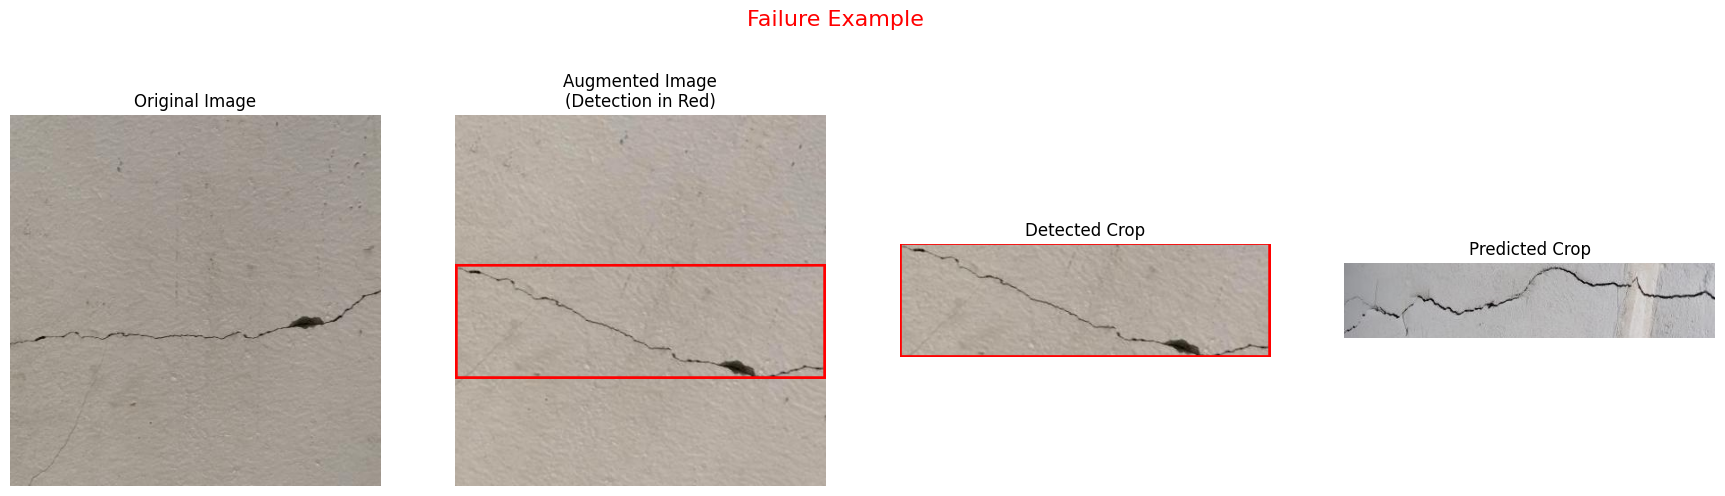 Failure Example
Original Image
Augmented Image
(Detection in Red)
Detected Crop
Predicted Crop